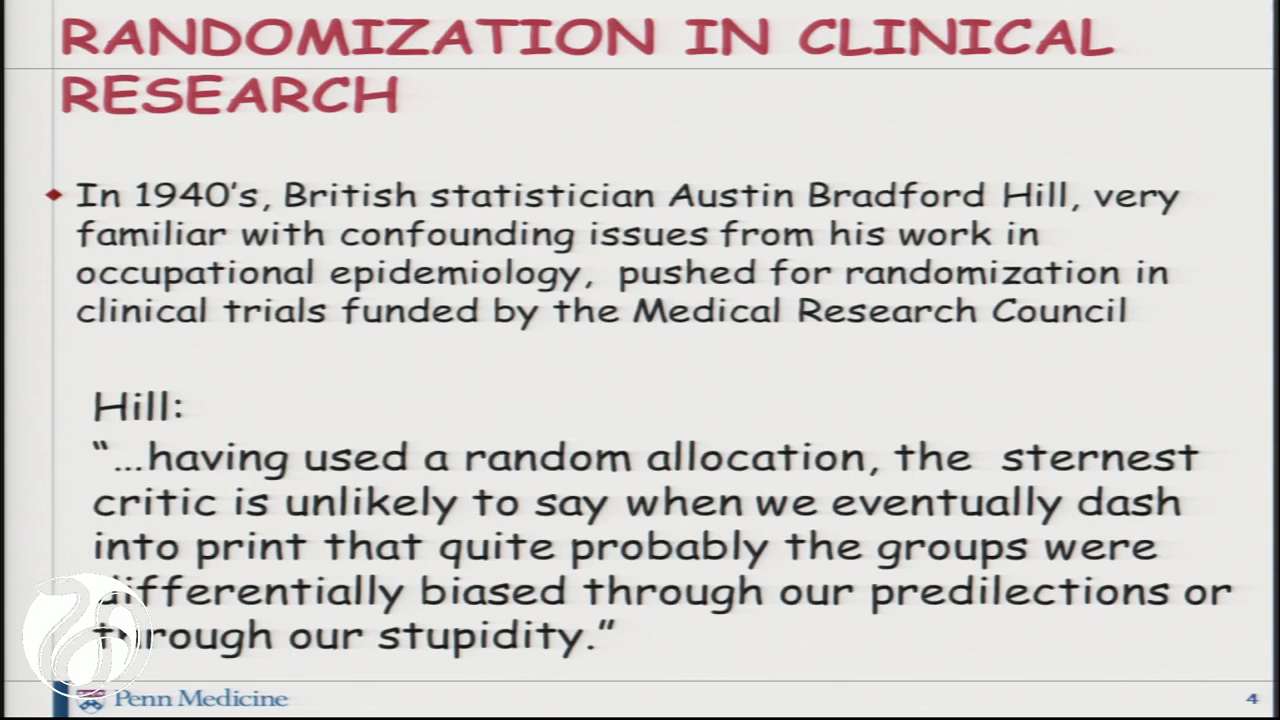 RANDOMIZATION IN CLINICAL
RESEARCH
In 1940's, British statistician Austin Bradford Hill, very
familiar with confounding issues from his work in
occupational epidemiology, pushed for randomization in
clinical trials funded by the Medical Research Council
Hill:
“…having used a random allocation, the sternest
critic is unlikely to say when we eventually dash
into print that quite probably the groups were
differentially biased through our predilections or
through our stupidity.”
Penn Medicine
4